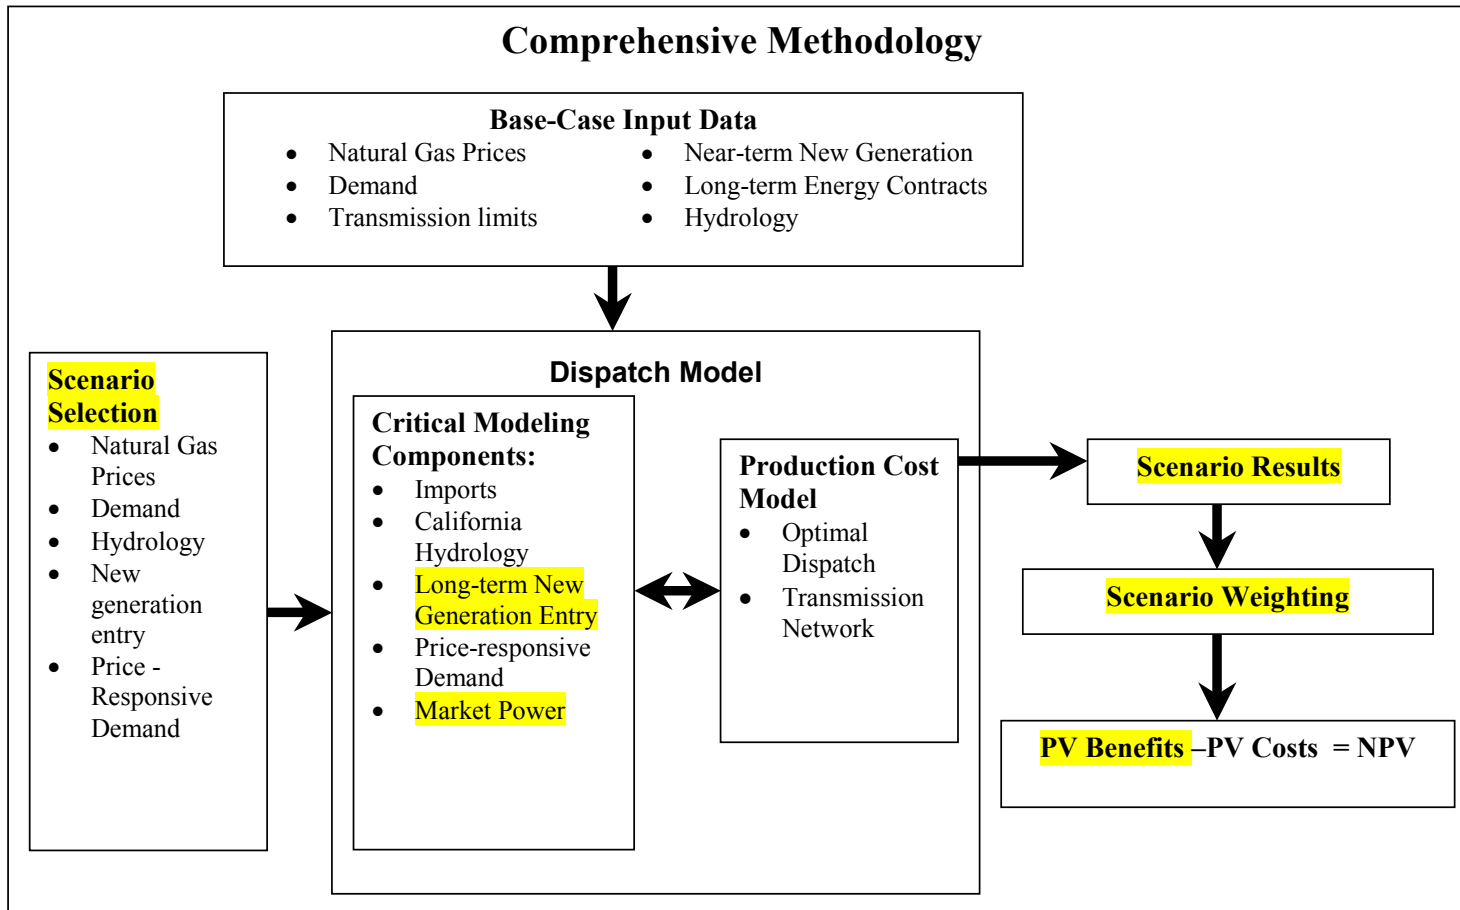 Comprehensive Methodology
Base-Case Input Data
• Natural Gas Prices
• Demand
• Transmission limits
• Near-term New Generation
• Long-term Energy Contracts
• Hydrology
Scenario
Selection
• Natural Gas
Prices
• Demand
• Hydrology
• New
generation
entry
• Price -
Responsive
Demand
Dispatch Model
Critical Modeling
Components:
• Imports
• California
Hydrology
• Long-term New
Generation Entry
• Price-responsive
Demand
• Market Power
Production Cost
Model
• Optimal
Dispatch
• Transmission
Network
Scenario Results
Scenario Weighting
PV Benefits –PV Costs = NPV